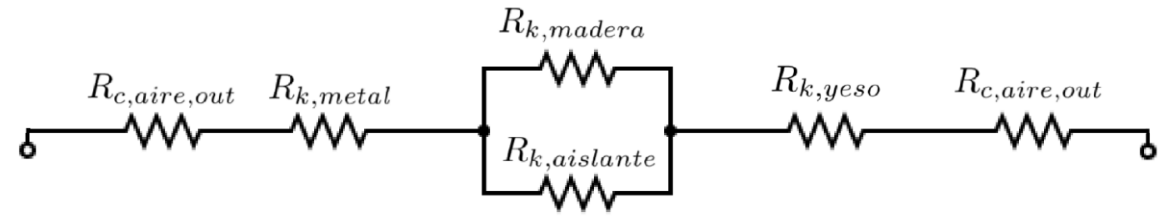 R_{k,madera}
R_{c,aire,out} R_{k,metal} R_{k,yeso} R_{c,aire,out}
R_{k,aislante}